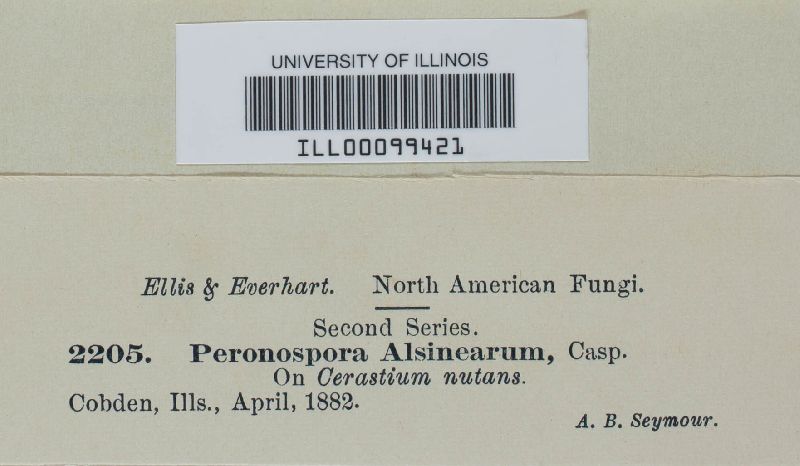 UNIVERSITY OF ILLINOIS
ILL00099421
Ellis & Everhart. North American Fungi.
Second Series.
2205. Peronospora Alsinearum, Casp.
On Cerastium nutans.
Cobden, Ills., April, 1882.
A. B. Seymour.